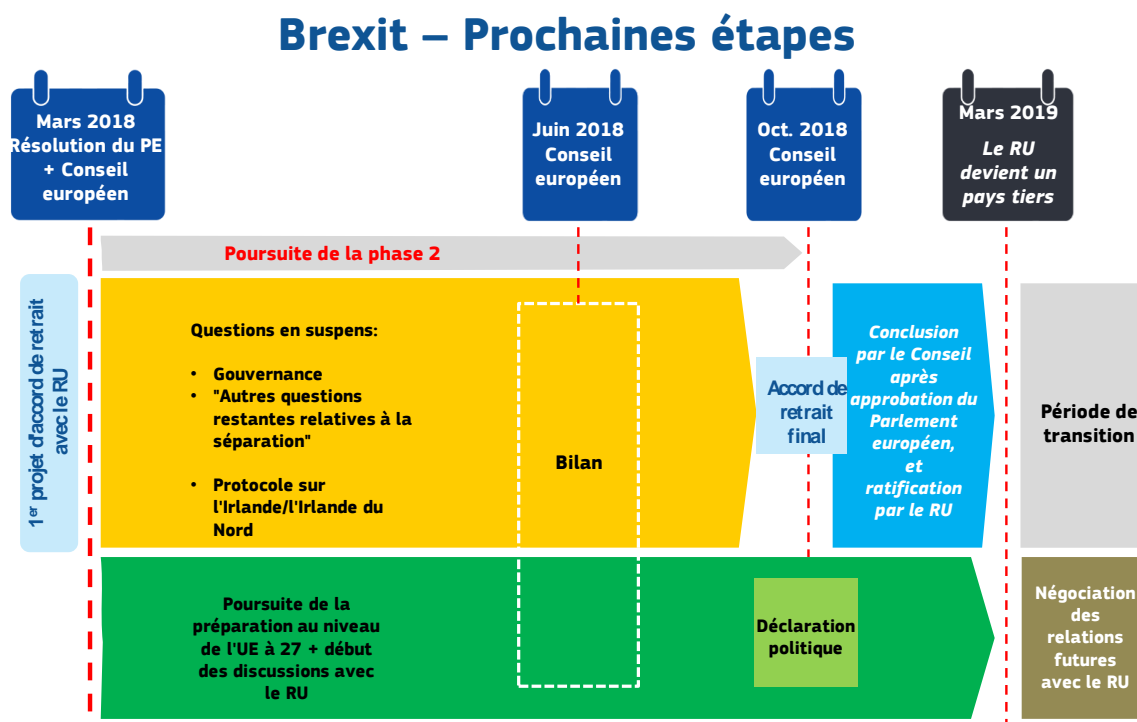 Brexit – Prochaines étapes
Mars 2018
Résolution du PE
+ Conseil
européen
Juin 2018
Conseil
européen
Oct. 2018
Conseil
européen
Mars 2019
Le RU
devient un
pays tiers
Poursuite de la phase 2
1er projet d'accord de retrait
avec le RU
Questions en suspens:
• Gouvernance
• "Autres questions
restantes relatives à la
séparation"
• Protocole sur
l'Irlande/l'Irlande du
Nord
Bilan
Accord de
retrait
final
Conclusion
par le Conseil
après
approbation du
Parlement
européen,
et
ratification
par le RU
Période de
transition
Poursuite de la
préparation au niveau
de l'UE à 27 + début
des discussions avec
le RU
Déclaration
politique
Négociation
des
relations
futures
avec le RU